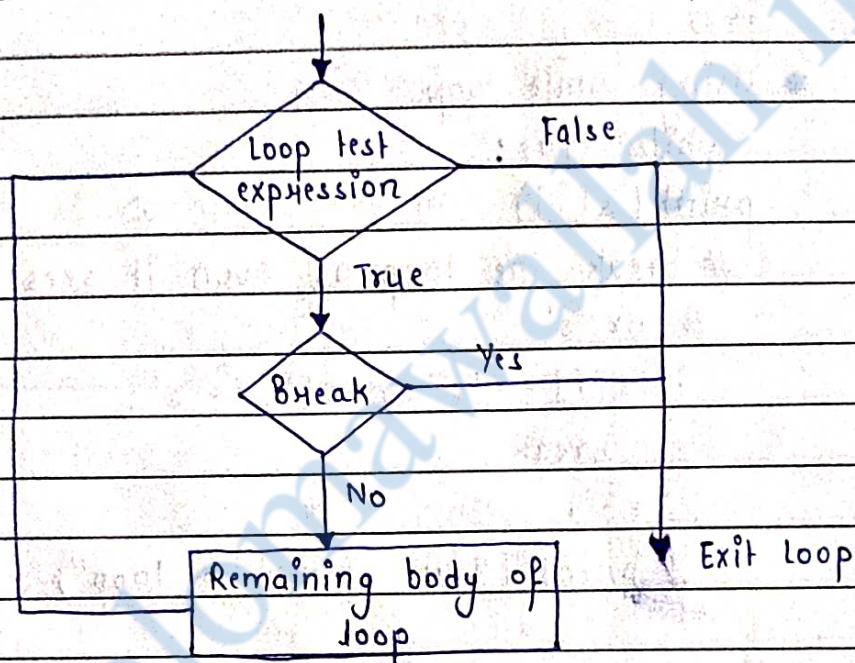 Loop test
expression
False
True
Break
Yes
No
Remaining body of
loop
Exit loop